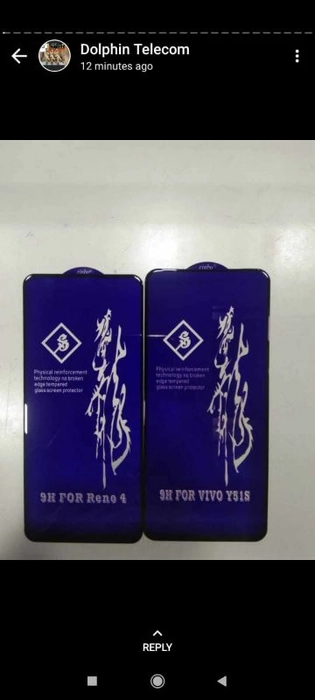 Dolphin Telecom
12 minutes ago
Physical reinforcement
technology no broken
edge tempered
glass screen protector
9H FOR Reno 4
Physical reinforcement
technology no broken
edge tempered
glass screen protector
9H FOR VIVO Y51S
REPLY